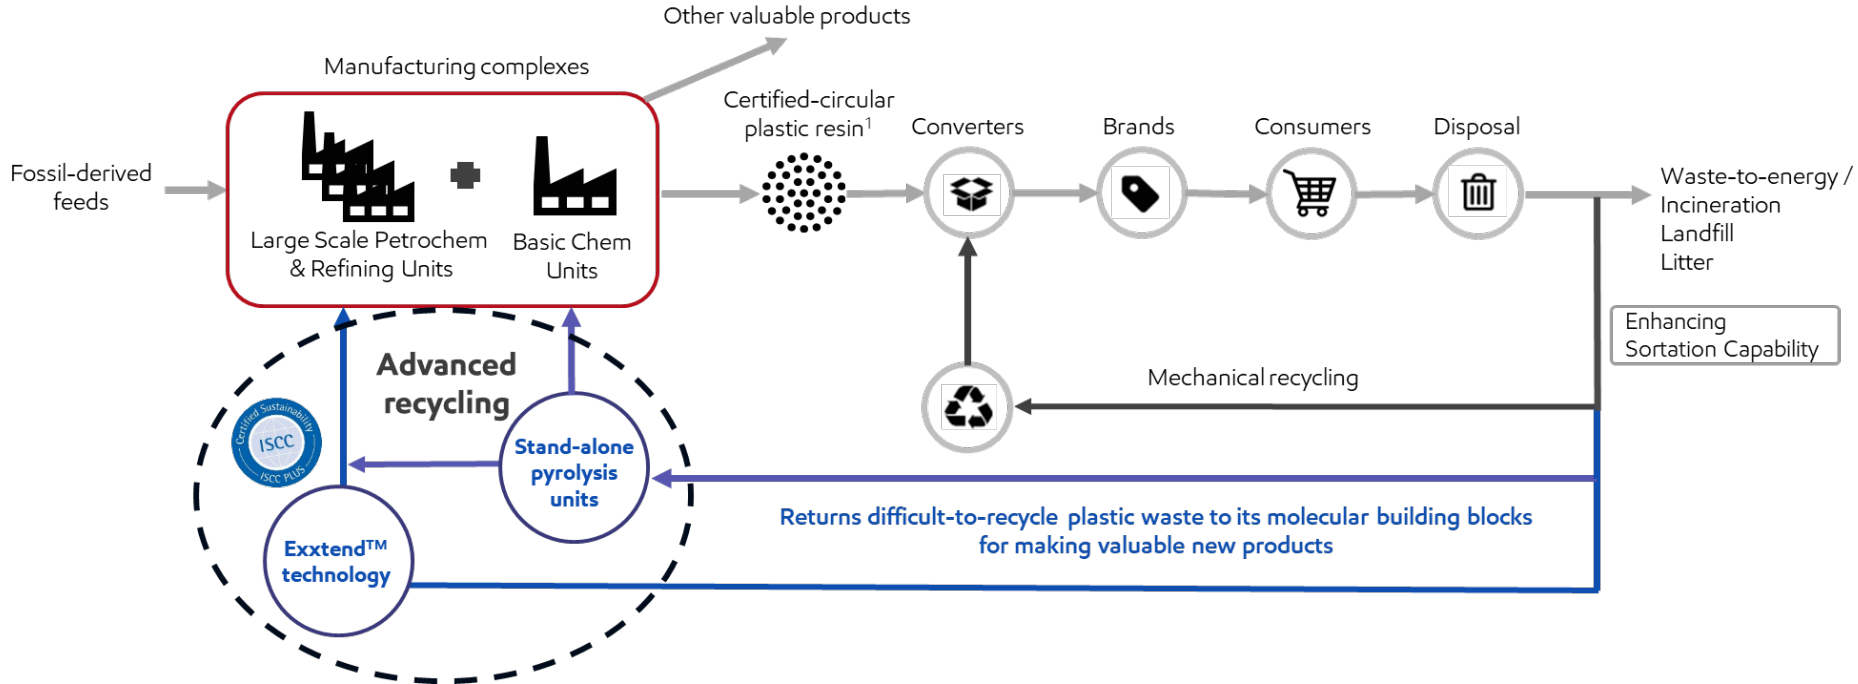 Other valuable products
Manufacturing complexes
Certified-circular
plastic resin¹
Converters
Brands
Consumers
Disposal
Fossil-derived
feeds
Large Scale Petrochem
& Refining Units
Basic Chem
Units
Waste-to-energy /
Incineration
Landfill
Litter
Enhancing
Sortation Capability
Advanced
recycling
Mechanical recycling
Certified Sustainability
ISCC
ISCC PLUS
Stand-alone
pyrolysis
units
Returns difficult-to-recycle plastic waste to its molecular building blocks
for making valuable new products
Exxtend™
technology